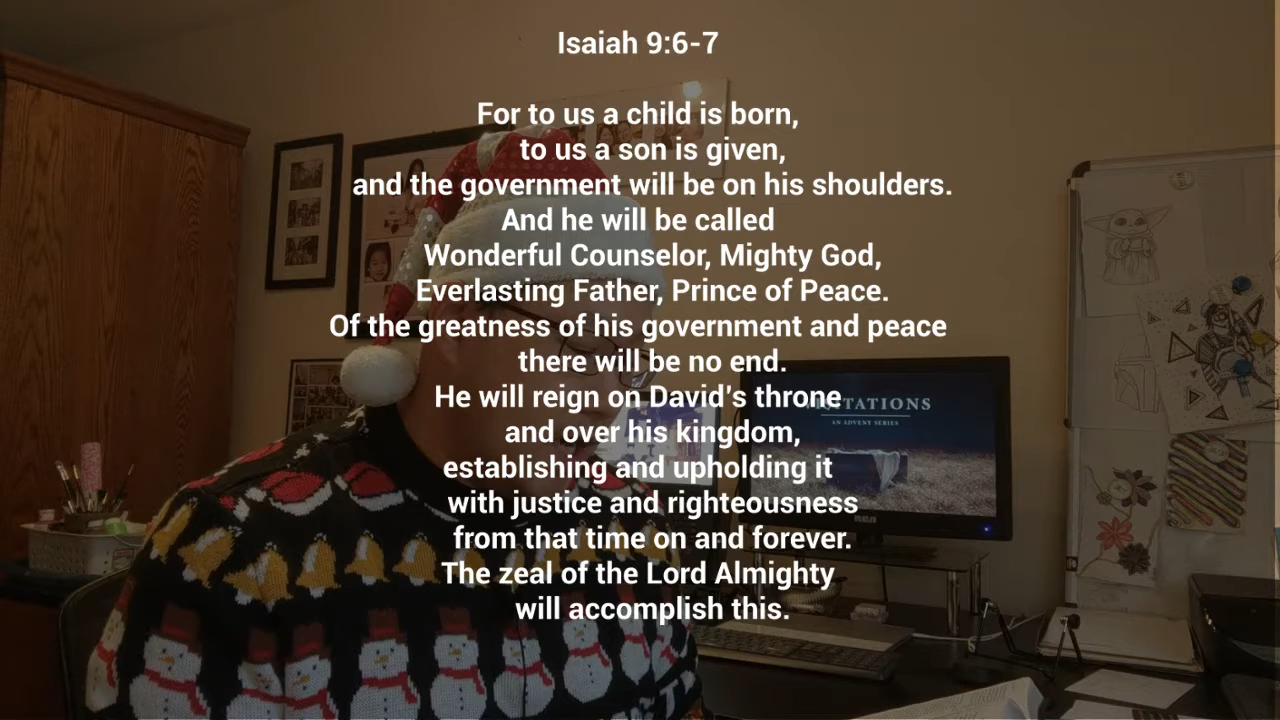 Isaiah 9:6-7
For to us a child is born,
to us a son is given,
and the government will be on his shoulders.
And he will be called
Wonderful Counselor, Mighty God,
Everlasting Father, Prince of Peace.
Of the greatness of his government and peace
there will be no end.
He will reign on David's throne
and over his kingdom,
establishing and upholding it
with justice and righteousness
from that time on and forever.
The zeal of the Lord Almighty
will accomplish this.
AN ADVENT SERIES